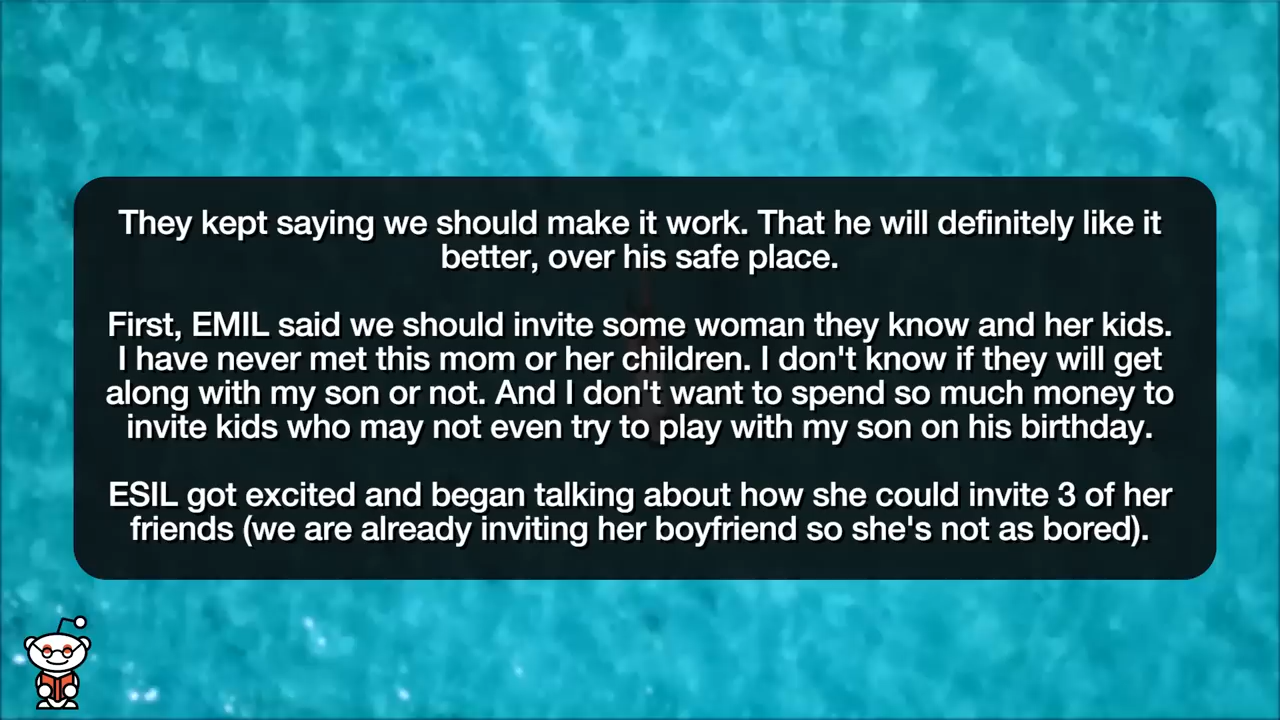 They kept saying we should make it work. That he will definitely like it
better, over his safe place.
First, EMIL said we should invite some woman they know and her kids.
I have never met this mom or her children. I don't know if they will get
along with my son or not. And I don't want to spend so much money to
invite kids who may not even try to play with my son on his birthday.
ESIL got excited and began talking about how she could invite 3 of her
friends (we are already inviting her boyfriend so she's not as bored).